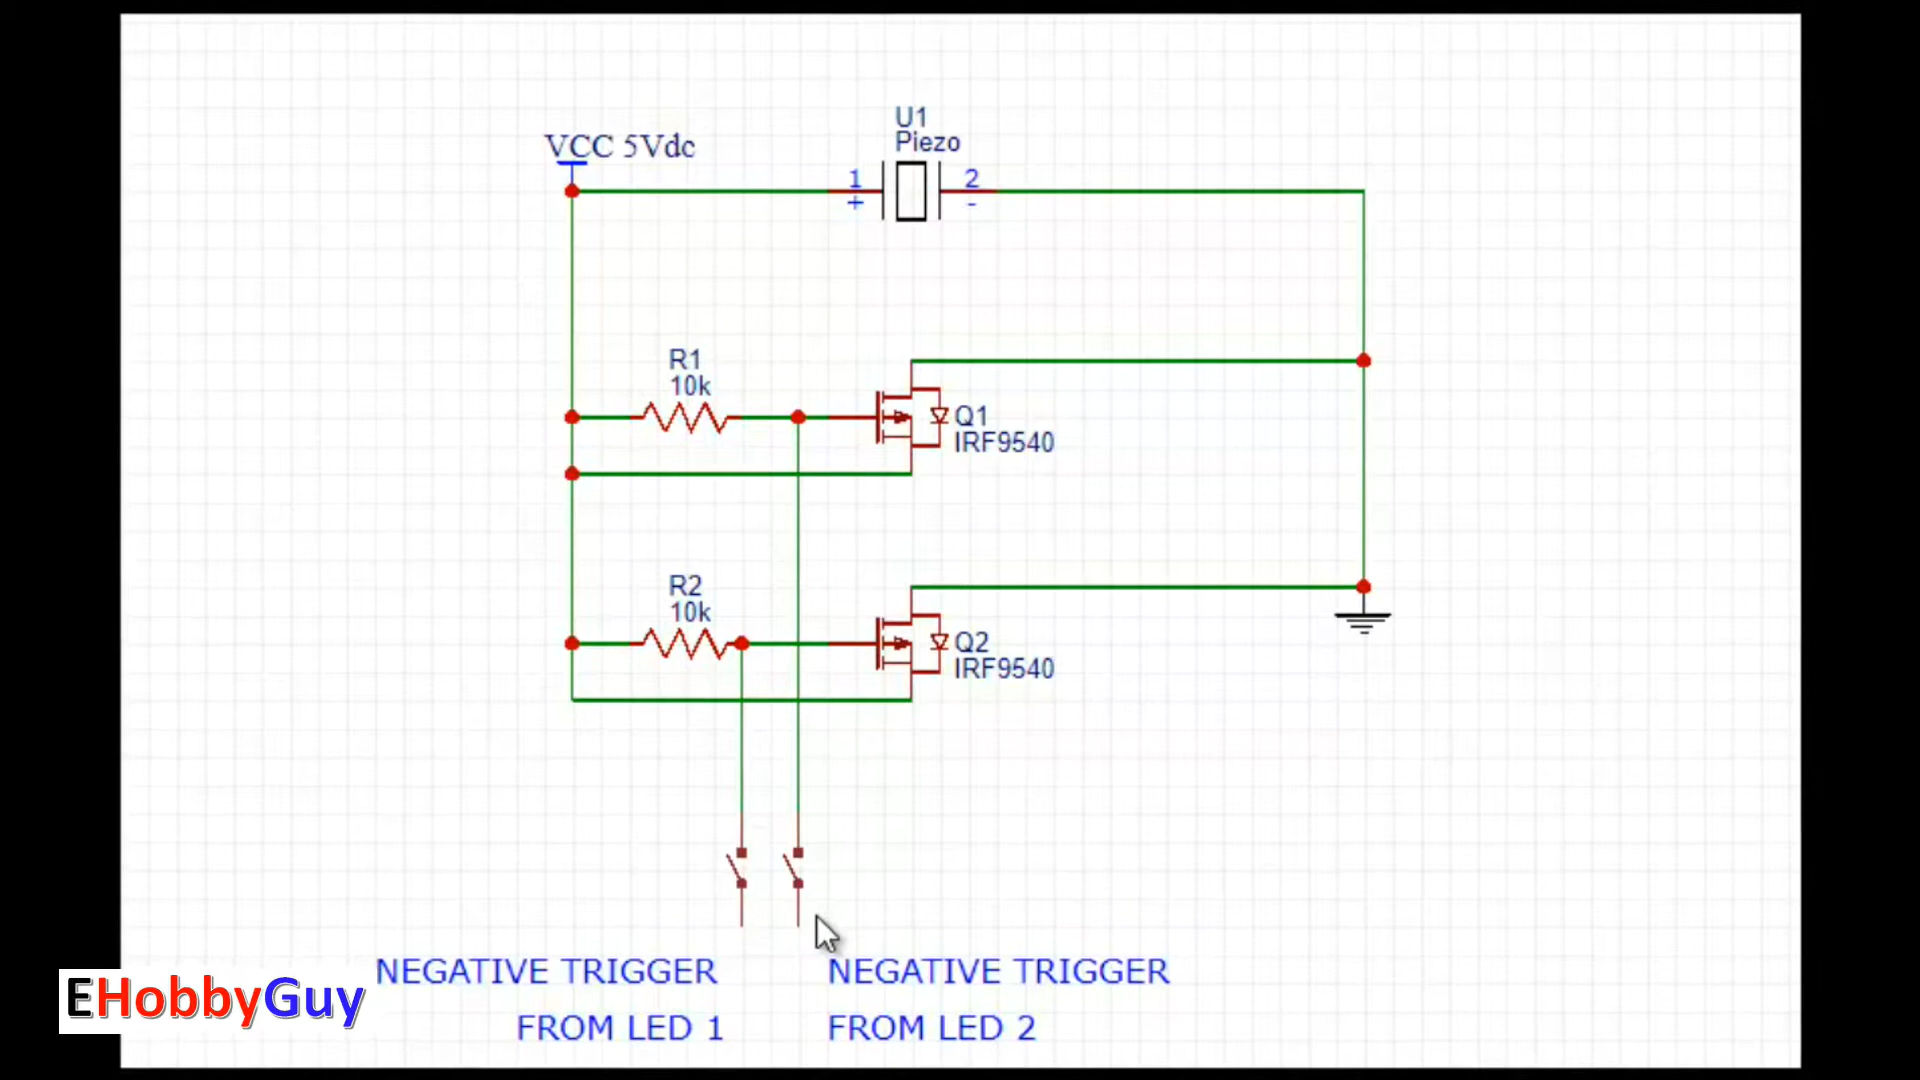 U1
Piezo
VCC 5Vdc
1
2
+
-
R1
10k
Q1
IRF9540
R2
10k
Q2
IRF9540
NEGATIVE TRIGGER
FROM LED 1
NEGATIVE TRIGGER
FROM LED 2
EHobbyGuy